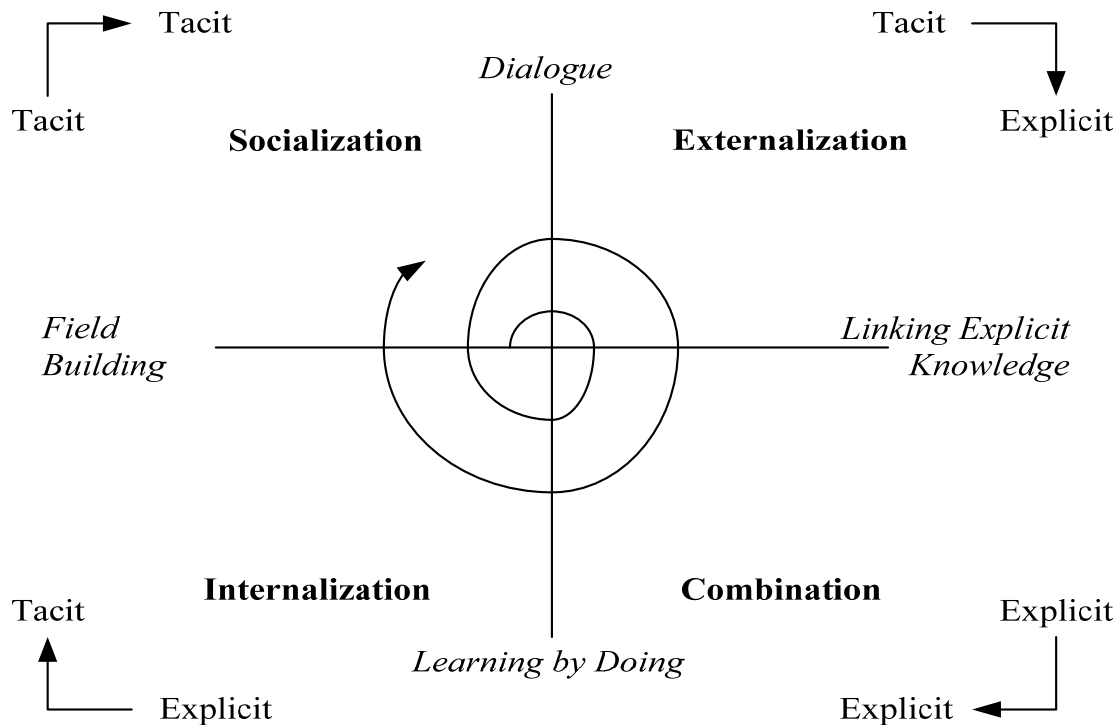 Tacit
Tacit
Dialogue
Tacit
Explicit
Socialization
Externalization
Field
Building
Linking Explicit
Knowledge
Internalization
Combination
Tacit
Explicit
Learning by Doing
Explicit
Explicit